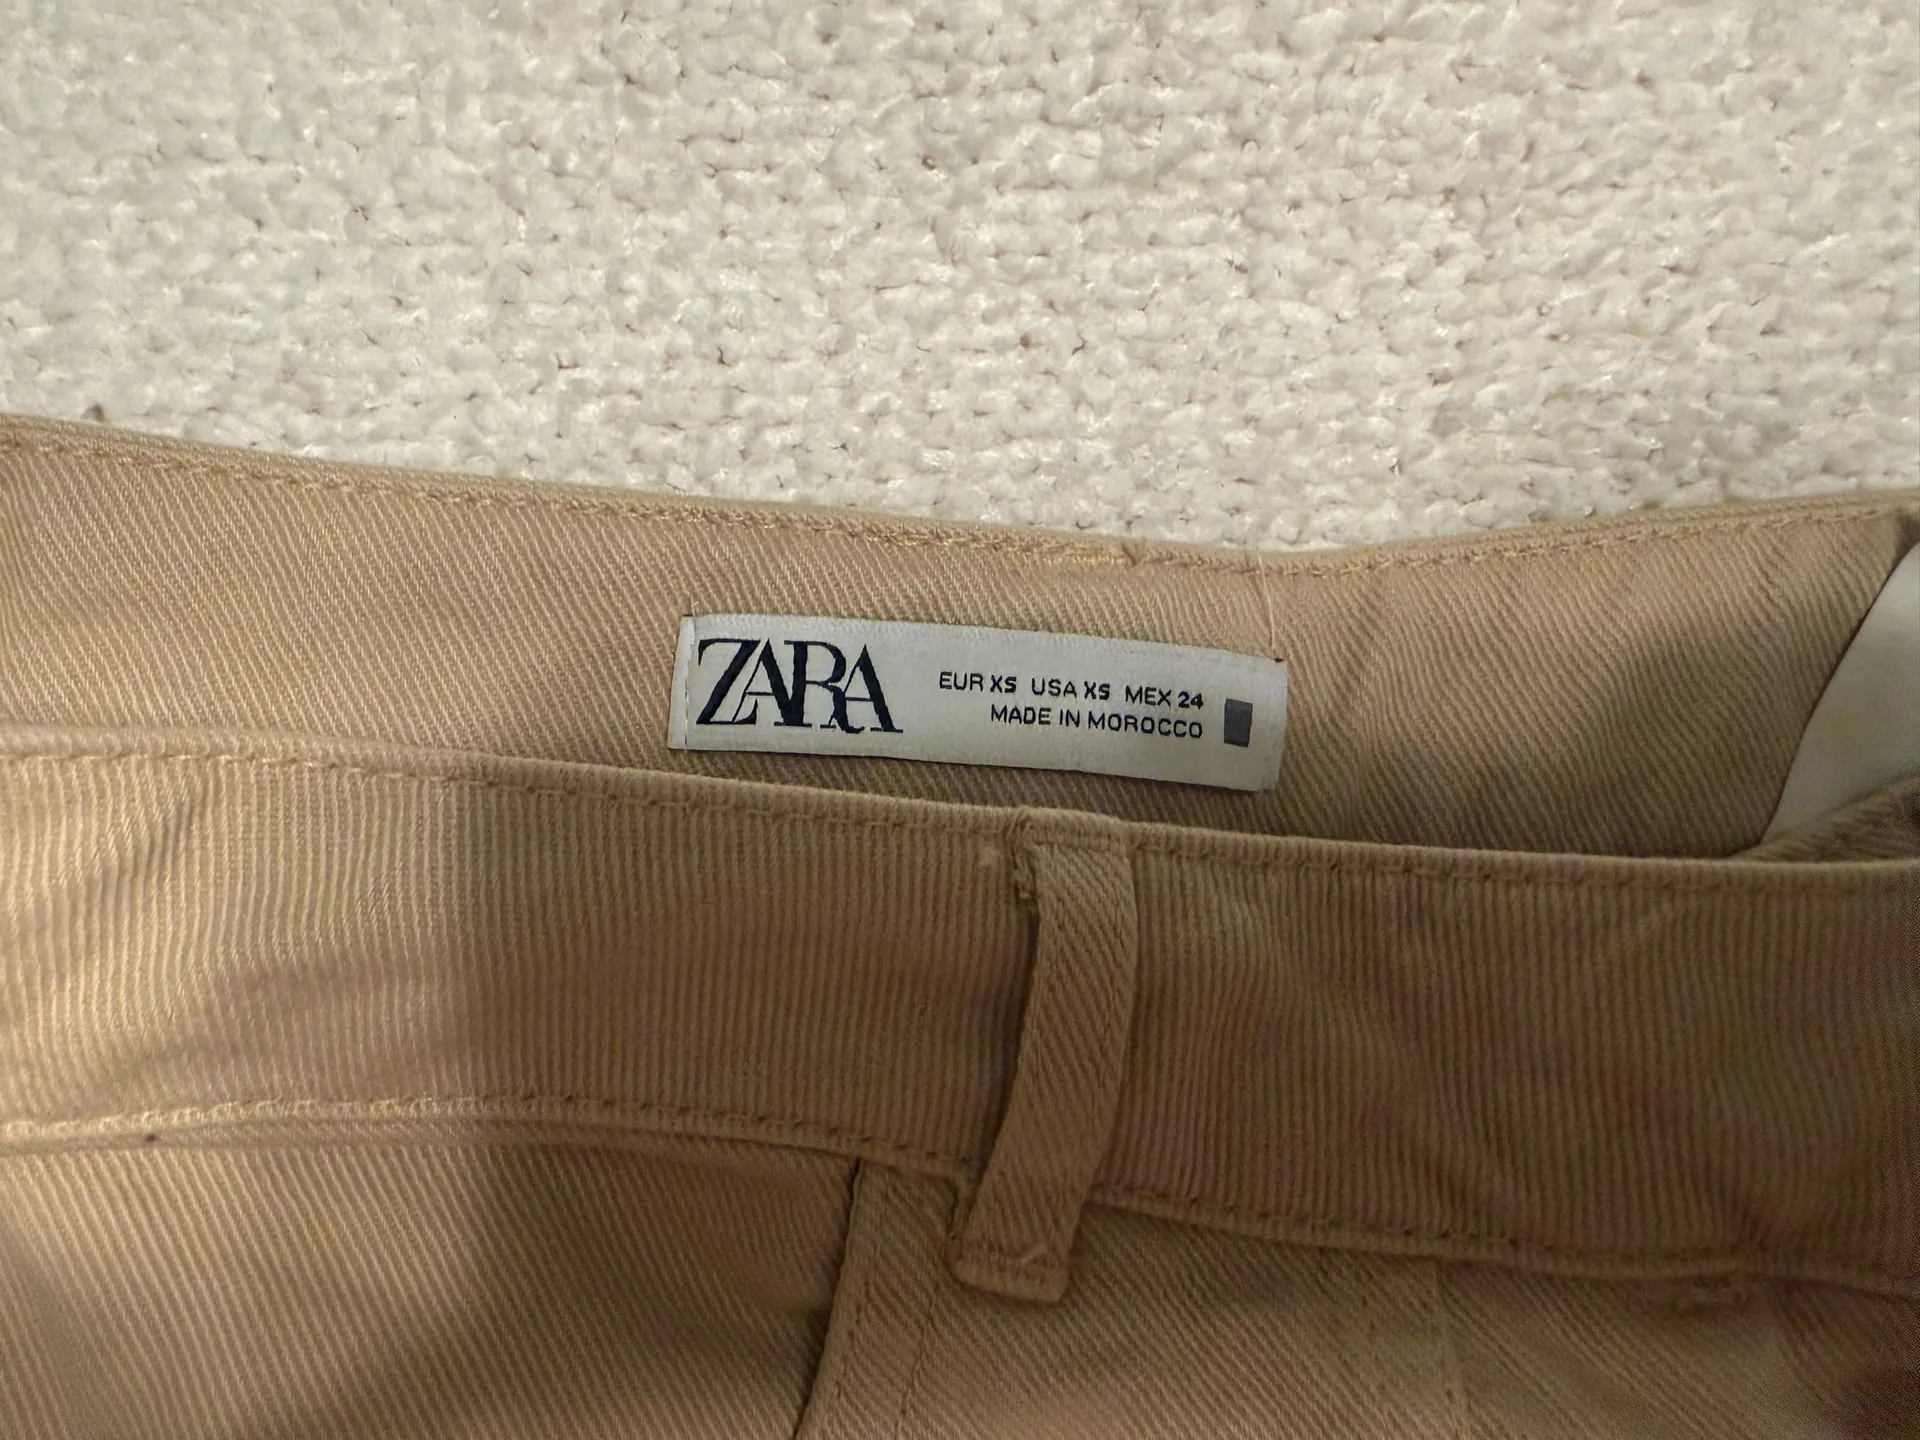 ZARA
EUR XS USA XS MEX 24
MADE IN MOROCCO